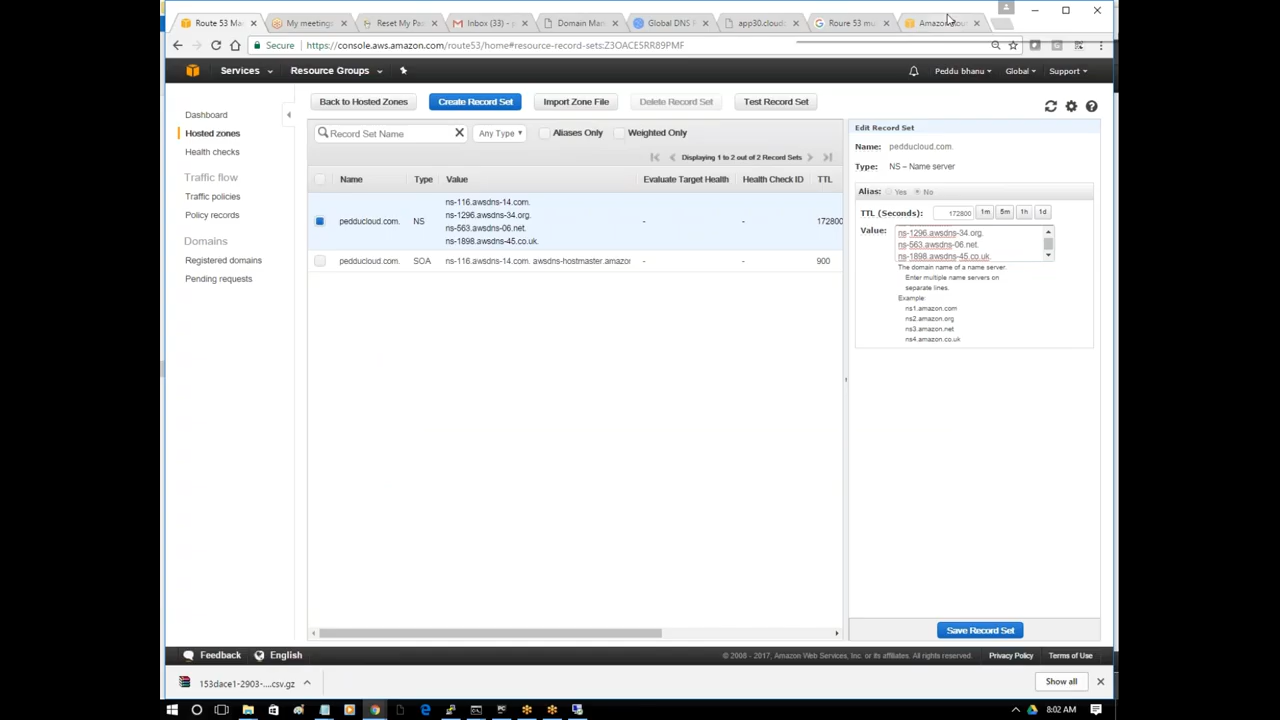 Route 53 Ma
My meetings
Reset My Pa
Inbox (33) -
Domain Man
Global DNS
app30.clouds
Roure 53 mu
Amazon Rout
Secure
https://console.aws.amazon.com/route53/home#resource-record-sets:Z3OACESRR89PMF
Services
Resource Groups
Peddu bhanu
Global
Support
Dashboard
Hosted zones
Health checks
Traffic flow
Traffic policies
Policy records
Domains
Registered domains
Pending requests
Back to Hosted Zones
Create Record Set
Import Zone File
Delete Record Set
Test Record Set
Record Set Name
Any Type
Aliases Only
Weighted Only
Displaying 1 to 2 out of 2 Record Sets
Name
Type
Value
Evaluate Target Health
Health Check ID
TTL
pedducloud.com.
NS
ns-116.awsdns-14.com.
ns-1296.awsdns-34.org.
ns-563.awsdns-06.net.
ns-1898.awsdns-45.co.uk.
-
-
172800
pedducloud.com.
SOA
ns-116.awsdns-14.com. awsdns-hostmaster.amazor
-
-
900
Edit Record Set
Name:
pedducloud.com.
Type:
NS – Name server
Alias:
Yes
No
TTL (Seconds):
172800
1m
5m
1h
1d
Value:
ns-1296.awsdns-34.org.
ns-563.awsdns-06.net.
ns-1898.awsdns-45.co.uk.
The domain name of a name server.
Enter multiple name servers on
separate lines.
Example:
ns1.amazon.com
ns2.amazon.org
ns3.amazon.net
ns4.amazon.co.uk
Save Record Set
Feedback
English
© 2008 - 2017, Amazon Web Services, Inc. or its affiliates. All rights reserved.
Privacy Policy
Terms of Use
153dace1-2903-....csv.gz
Show all
8:02 AM